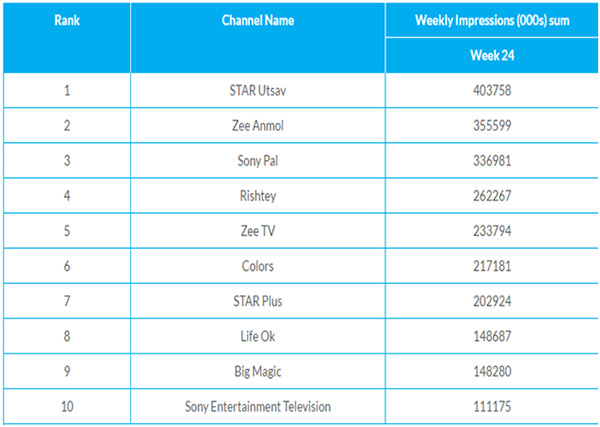 Rank Channel Name Weekly Impressions (000s) sum
Week 24
1 STAR Utsav 403758
2 Zee Anmol 355599
3 Sony Pal 336981
4 Rishtey 262267
5 Zee TV 233794
6 Colors 217181
7 STAR Plus 202924
8 Life Ok 148687
9 Big Magic 148280
10 Sony Entertainment Television 111175